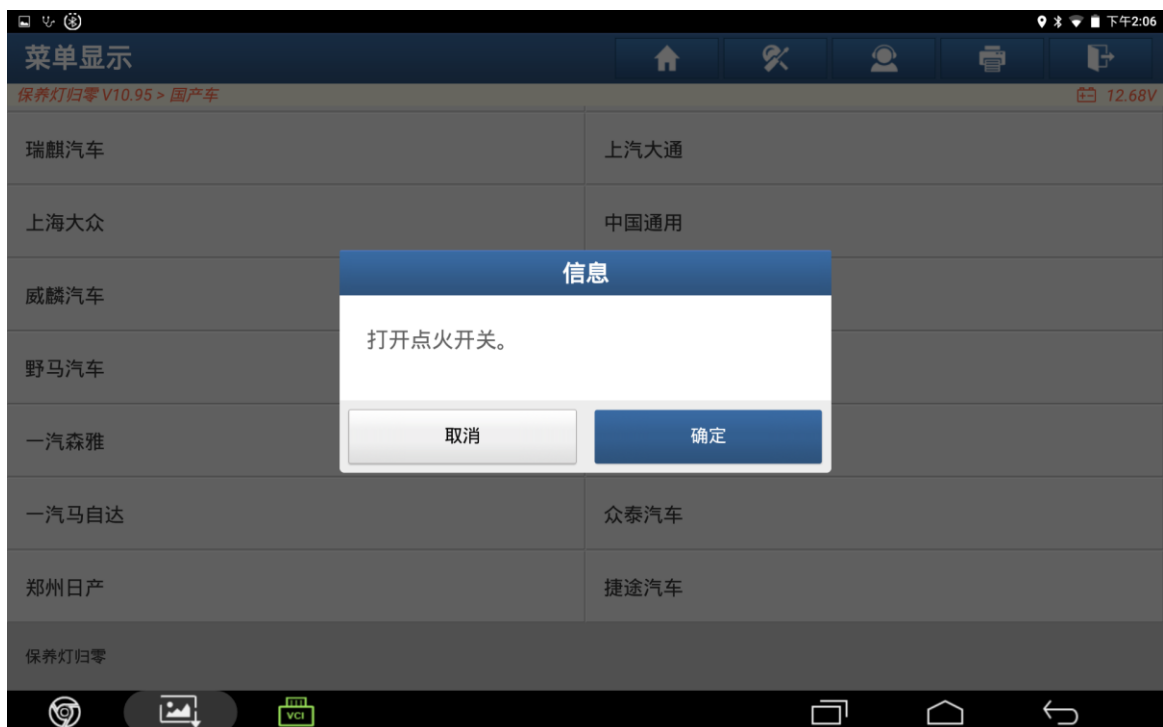 下午2:06
菜单显示
保养灯归零 V10.95 > 国产车
12.68V
瑞麒汽车
上汽大通
上海大众
中国通用
信息
威麟汽车
打开点火开关。
野马汽车
取消
确定
一汽森雅
一汽马自达
众泰汽车
郑州日产
捷途汽车
保养灯归零
VCI